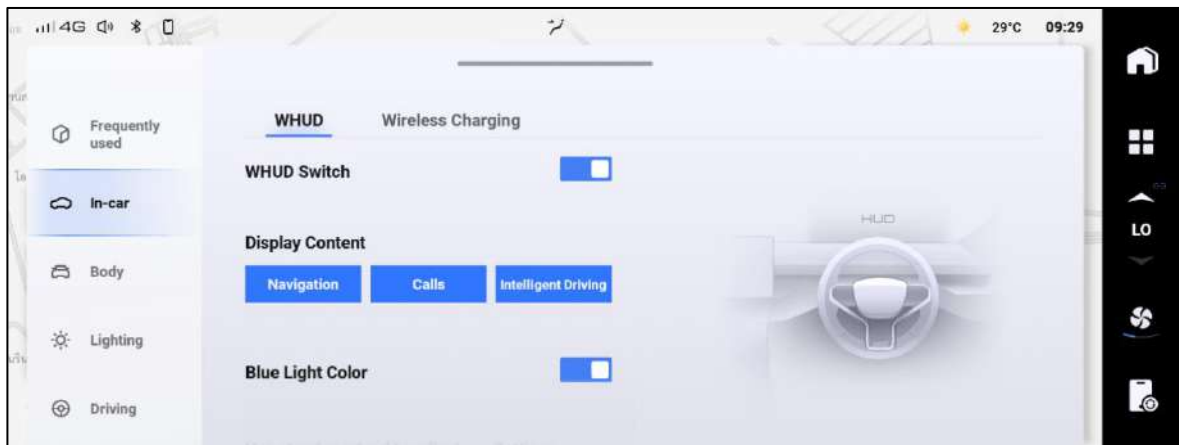 4G
29°C 09:29
Frequently
used
In-car
Body
Lighting
Driving
WHUD Wireless Charging
WHUD Switch
Display Content
Navigation Calls Intelligent Driving
Blue Light Color
HUD
LO